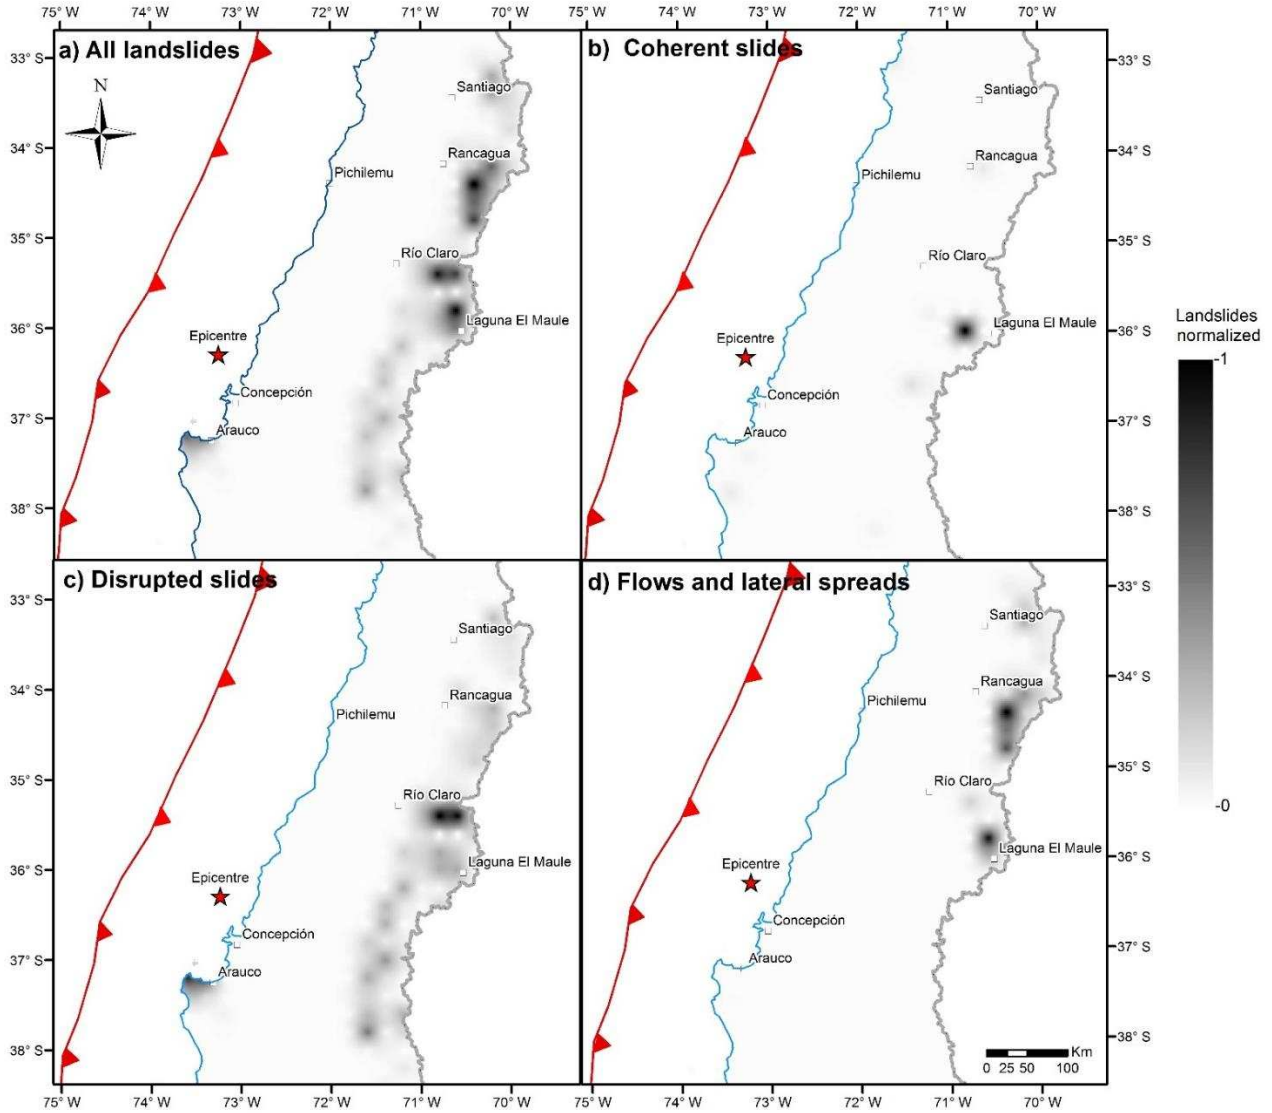 75°W 74°W 73°W 72°W 71°W 70°W 75°W 74°W 73°W 72°W 71°W 70°W
a) All landslides
33° S
N
Santiago
34° S
Rancagua
Pichilemu
35° S
Río Claro
36° S
Laguna El Maule
Epicentre
Concepción
37° S
Arauco
38° S
b) Coherent slides
33° S
Santiago
34° S
Rancagua
Pichilemu
35° S
Río Claro
36° S
Laguna El Maule
Epicentre
Concepción
37° S
Arauco
38° S
Landslides
normalized
-1
-0
c) Disrupted slides
33° S
Santiago
34° S
Rancagua
Pichilemu
35° S
Río Claro
36° S
Laguna El Maule
Epicentre
Concepción
37° S
Arauco
38° S
d) Flows and lateral spreads
33° S
Santiago
34° S
Rancagua
Pichilemu
35° S
Río Claro
36° S
Laguna El Maule
Epicentre
Concepción
37° S
Arauco
38° S
Km
0 25 50 100
75°W 74°W 73°W 72°W 71°W 70°W 75°W 74°W 73°W 72°W 71°W 70°W